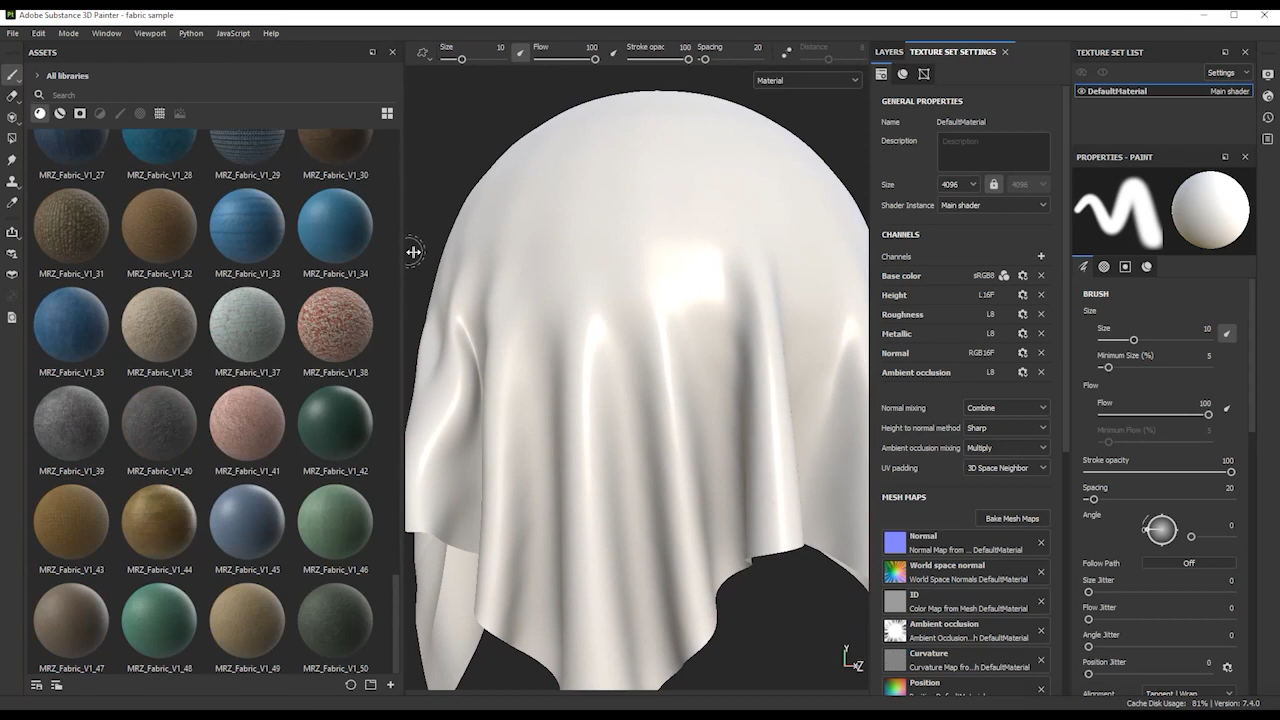 Pt Adobe Substance 3D Painter - fabric sample
File Edit Mode Window Viewport Python JavaScript Help
ASSETS
All libraries
Search
MRZ_Fabric_V1_27 MRZ_Fabric_V1_28 MRZ_Fabric_V1_29 MRZ_Fabric_V1_30
MRZ_Fabric_V1_31 MRZ_Fabric_V1_32 MRZ_Fabric_V1_33 MRZ_Fabric_V1_34
MRZ_Fabric_V1_35 MRZ_Fabric_V1_36 MRZ_Fabric_V1_37 MRZ_Fabric_V1_38
MRZ_Fabric_V1_39 MRZ_Fabric_V1_40 MRZ_Fabric_V1_41 MRZ_Fabric_V1_42
MRZ_Fabric_V1_43 MRZ_Fabric_V1_44 MRZ_Fabric_V1_45 MRZ_Fabric_V1_46
MRZ_Fabric_V1_47 MRZ_Fabric_V1_48 MRZ_Fabric_V1_49 MRZ_Fabric_V1_50
Size 10 Flow 100 Stroke opac 100 Spacing 20 Distance 8
Material
Y
Z
LAYERS TEXTURE SET SETTINGS
GENERAL PROPERTIES
Name DefaultMaterial
Description Description
Size 4096 4096
Shader Instance Main shader
CHANNELS
Channels
Base color sRGB8
Height L16F
Roughness L8
Metallic L8
Normal RGB16F
Ambient occlusion L8
Normal mixing Combine
Height to normal method Sharp
Ambient occlusion mixing Multiply
UV padding 3D Space Neighbor
MESH MAPS
Bake Mesh Maps
Normal
Normal Map from ... DefaultMaterial
World space normal
World Space Normals DefaultMaterial
ID
Color Map from Mesh DefaultMaterial
Ambient occlusion
Ambient Occlusion...h DefaultMaterial
Curvature
Curvature Map fro...h DefaultMaterial
Position
TEXTURE SET LIST
Settings
DefaultMaterial Main shader
PROPERTIES - PAINT
BRUSH
Size
Size 10
Minimum Size (%) 5
Flow
Flow 100
Minimum Flow (%) 5
Stroke opacity 100
Spacing 20
Angle 0
Follow Path Off
Size Jitter 0
Flow Jitter 0
Angle Jitter 0
Position Jitter 0
Alignment Tangent | Wrap
Cache Disk Usage: 81% | Version: 7.4.0